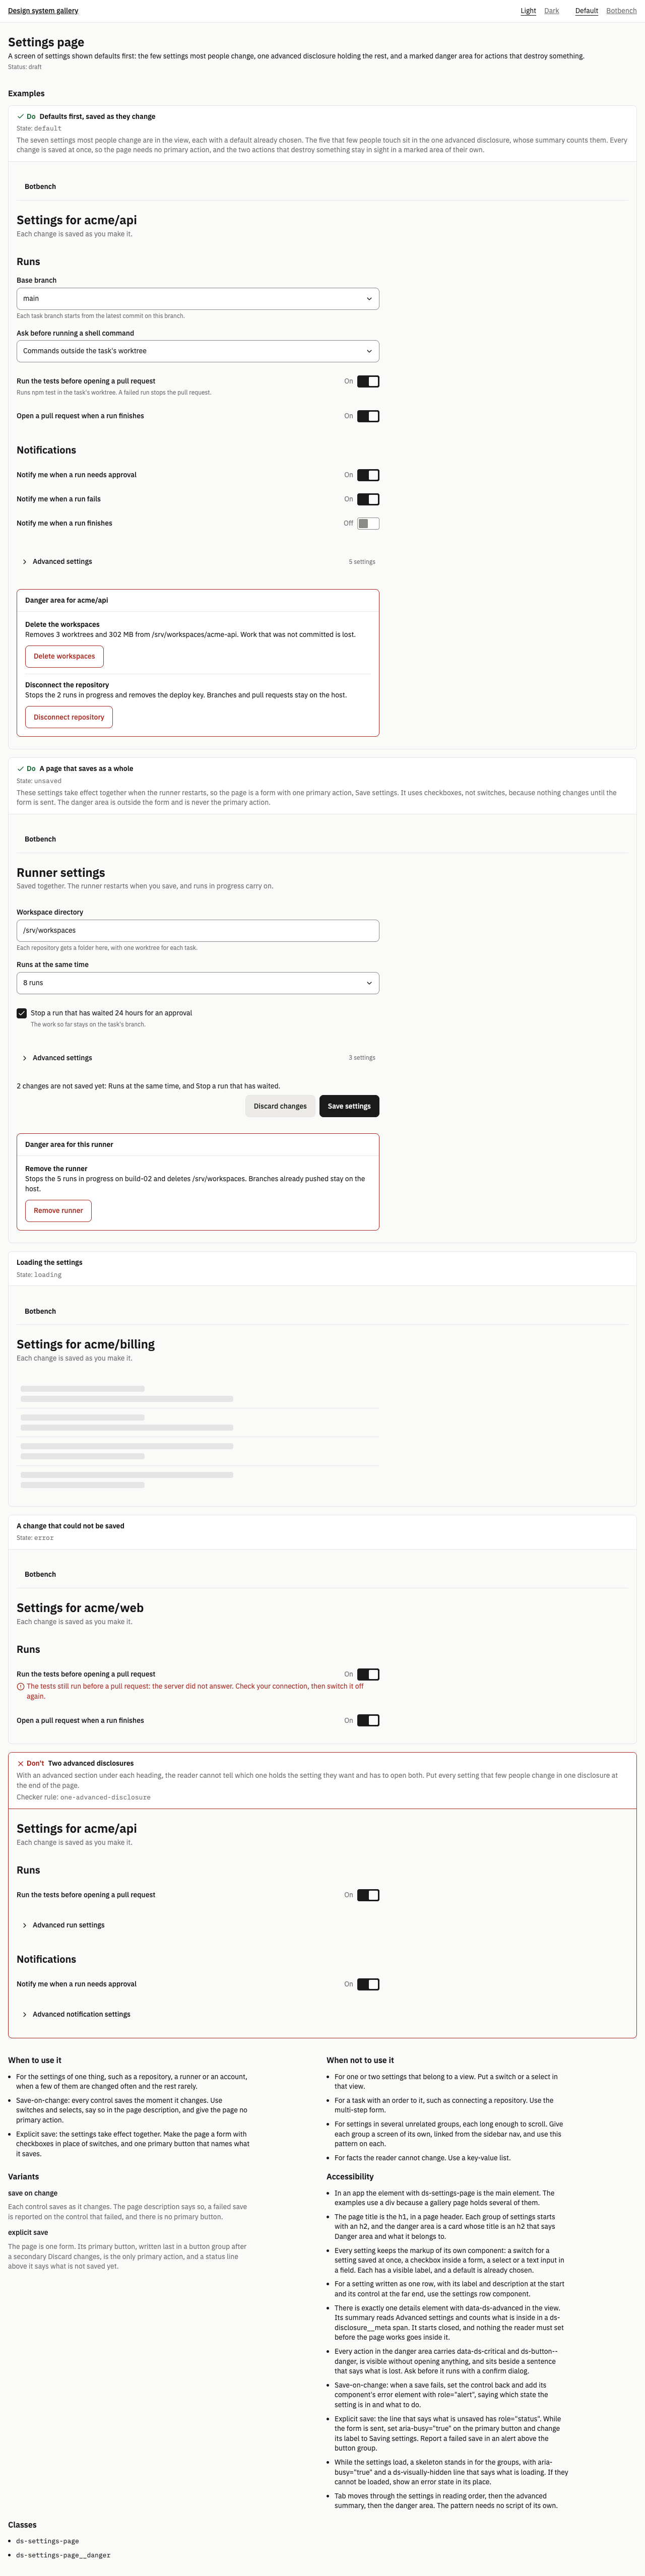 Design system gallery
Light Dark Default Botbench
Settings page
A screen of settings shown defaults first: the few settings most people change, one advanced disclosure holding the rest, and a marked danger area for actions that destroy something.
Status: draft
Examples
Do Defaults first, saved as they change
State: default
The seven settings most people change are in the view, each with a default already chosen. The five that few people touch sit in the one advanced disclosure, whose summary counts them. Every
change is saved at once, so the page needs no primary action, and the two actions that destroy something stay in sight in a marked area of their own.
Botbench
Settings for acme/api
Each change is saved as you make it.
Runs
Base branch
main
Each task branch starts from the latest commit on this branch.
Ask before running a shell command
Commands outside the task's worktree
Run the tests before opening a pull request On
Runs npm test in the task's worktree. A failed run stops the pull request.
Open a pull request when a run finishes On
Notifications
Notify me when a run needs approval On
Notify me when a run fails On
Notify me when a run finishes Off
Advanced settings 5 settings
Danger area for acme/api
Delete the workspaces
Removes 3 worktrees and 302 MB from /srv/workspaces/acme-api. Work that was not committed is lost.
Delete workspaces
Disconnect the repository
Stops the 2 runs in progress and removes the deploy key. Branches and pull requests stay on the host.
Disconnect repository
Do A page that saves as a whole
State: unsaved
These settings take effect together when the runner restarts, so the page is a form with one primary action, Save settings. It uses checkboxes, not switches, because nothing changes until the
form is sent. The danger area is outside the form and is never the primary action.
Botbench
Runner settings
Saved together. The runner restarts when you save, and runs in progress carry on.
Workspace directory
/srv/workspaces
Each repository gets a folder here, with one worktree for each task.
Runs at the same time
8 runs
Stop a run that has waited 24 hours for an approval
The work so far stays on the task's branch.
Advanced settings 3 settings
2 changes are not saved yet: Runs at the same time, and Stop a run that has waited.
Discard changes Save settings
Danger area for this runner
Remove the runner
Stops the 5 runs in progress on build-02 and deletes /srv/workspaces. Branches already pushed stay on the
host.
Remove runner
Loading the settings
State: loading
Botbench
Settings for acme/billing
Each change is saved as you make it.
A change that could not be saved
State: error
Botbench
Settings for acme/web
Each change is saved as you make it.
Runs
Run the tests before opening a pull request On
The tests still run before a pull request: the server did not answer. Check your connection, then switch it off
again.
Open a pull request when a run finishes On
Don't Two advanced disclosures
With an advanced section under each heading, the reader cannot tell which one holds the setting they want and has to open both. Put every setting that few people change in one disclosure at
the end of the page.
Checker rule: one-advanced-disclosure
Settings for acme/api
Each change is saved as you make it.
Runs
Run the tests before opening a pull request On
Advanced run settings
Notifications
Notify me when a run needs approval On
Advanced notification settings
When to use it
For the settings of one thing, such as a repository, a runner or an account,
when a few of them are changed often and the rest rarely.
Save-on-change: every control saves the moment it changes. Use
switches and selects, say so in the page description, and give the page no
primary action.
Explicit save: the settings take effect together. Make the page a form with
checkboxes in place of switches, and one primary button that names what
it saves.
When not to use it
For one or two settings that belong to a view. Put a switch or a select in
that view.
For a task with an order to it, such as connecting a repository. Use the
multi-step form.
For settings in several unrelated groups, each long enough to scroll. Give
each group a screen of its own, linked from the sidebar nav, and use this
pattern on each.
For facts the reader cannot change. Use a key-value list.
Variants
save on change
Each control saves as it changes. The page description says so, a failed save
is reported on the control that failed, and there is no primary button.
explicit save
The page is one form. Its primary button, written last in a button group after
a secondary Discard changes, is the only primary action, and a status line
above it says what is not saved yet.
Accessibility
In an app the element with ds-settings-page is the main element. The
examples use a div because a gallery page holds several of them.
The page title is the h1, in a page header. Each group of settings starts
with an h2, and the danger area is a card whose title is an h2 that says
Danger area and what it belongs to.
Every setting keeps the markup of its own component: a switch for a
setting saved at once, a checkbox inside a form, a select or a text input in
a field. Each has a visible label, and a default is already chosen.
For a setting written as one row, with its label and description at the start
and its control at the far end, use the settings row component.
There is exactly one details element with data-ds-advanced in the view.
Its summary reads Advanced settings and counts what is inside in a ds-
disclosure__meta span. It starts closed, and nothing the reader must set
before the page works goes inside it.
Every action in the danger area carries data-ds-critical and ds-button--
danger, is visible without opening anything, and sits beside a sentence
that says what is lost. Ask before it runs with a confirm dialog.
Save-on-change: when a save fails, set the control back and add its
component's error element with role="alert", saying which state the
setting is in and what to do.
Explicit save: the line that says what is unsaved has role="status". While
the form is sent, set aria-busy="true" on the primary button and change
its label to Saving settings. Report a failed save in an alert above the
button group.
While the settings load, a skeleton stands in for the groups, with aria-
busy="true" and a ds-visually-hidden line that says what is loading. If they
cannot be loaded, show an error state in its place.
Tab moves through the settings in reading order, then the advanced
summary, then the danger area. The pattern needs no script of its own.
Classes
ds-settings-page
ds-settings-page__danger